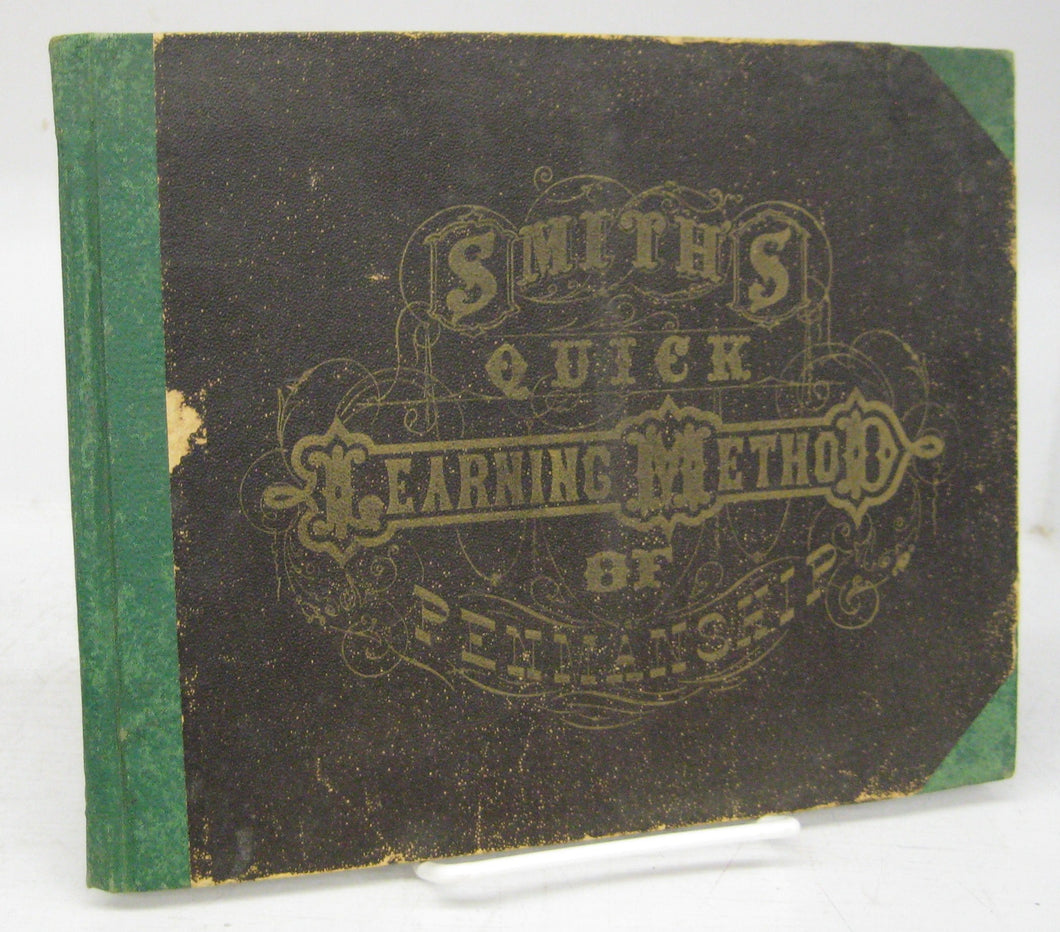 SMITH'S
QUICK
LEARNING METHOD
OF
PENMANSHIP